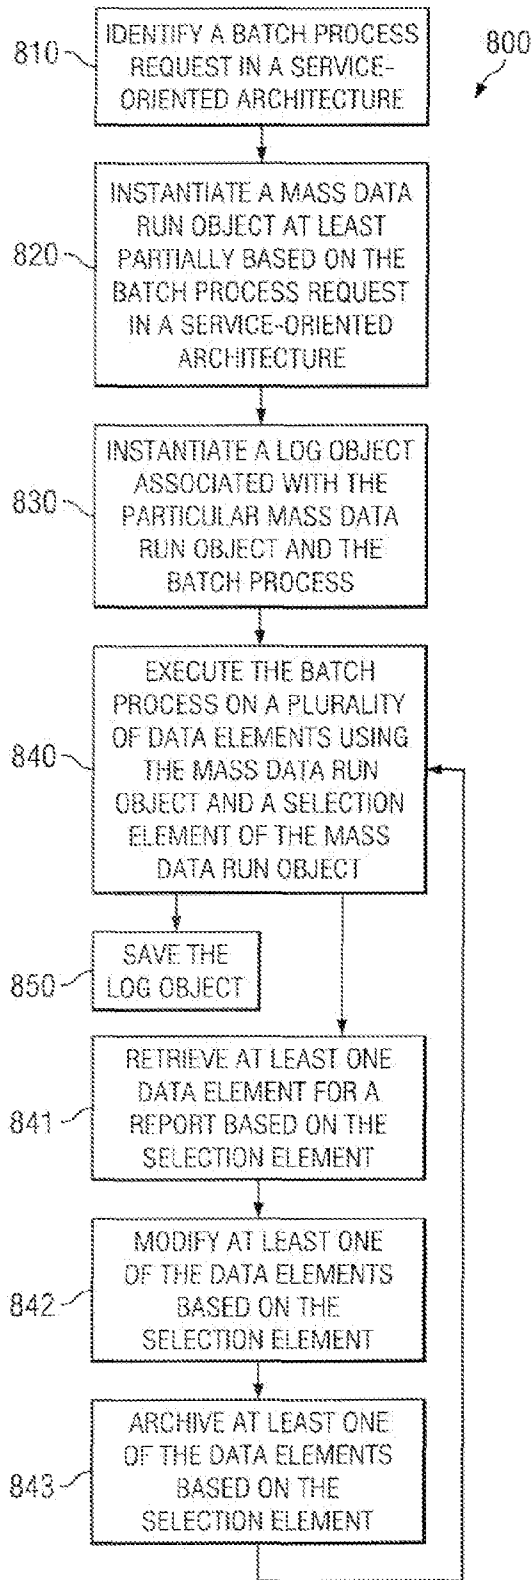 800
810
IDENTIFY A BATCH PROCESS
REQUEST IN A SERVICE-
ORIENTED ARCHITECTURE
820
INSTANTIATE A MASS DATA
RUN OBJECT AT LEAST
PARTIALLY BASED ON THE
BATCH PROCESS REQUEST
IN A SERVICE-ORIENTED
ARCHITECTURE
830
INSTANTIATE A LOG OBJECT
ASSOCIATED WITH THE
PARTICULAR MASS DATA
RUN OBJECT AND THE
BATCH PROCESS
840
EXECUTE THE BATCH
PROCESS ON A PLURALITY
OF DATA ELEMENTS USING
THE MASS DATA RUN
OBJECT AND A SELECTION
ELEMENT OF THE MASS
DATA RUN OBJECT
850
SAVE THE
LOG OBJECT
841
RETRIEVE AT LEAST ONE
DATA ELEMENT FOR A
REPORT BASED ON THE
SELECTION ELEMENT
842
MODIFY AT LEAST ONE
OF THE DATA ELEMENTS
BASED ON THE
SELECTION ELEMENT
843
ARCHIVE AT LEAST ONE
OF THE DATA ELEMENTS
BASED ON THE
SELECTION ELEMENT